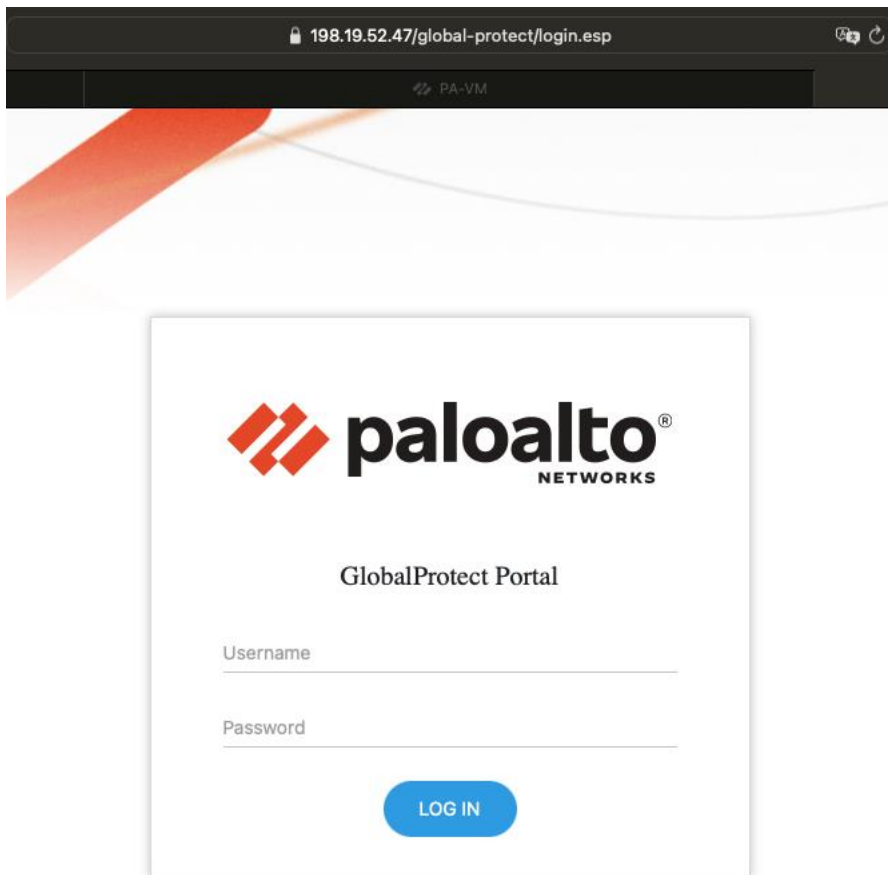 198.19.52.47/global-protect/login.esp
PA-VM
paloalto®
NETWORKS
GlobalProtect Portal
Username
Password
LOG IN